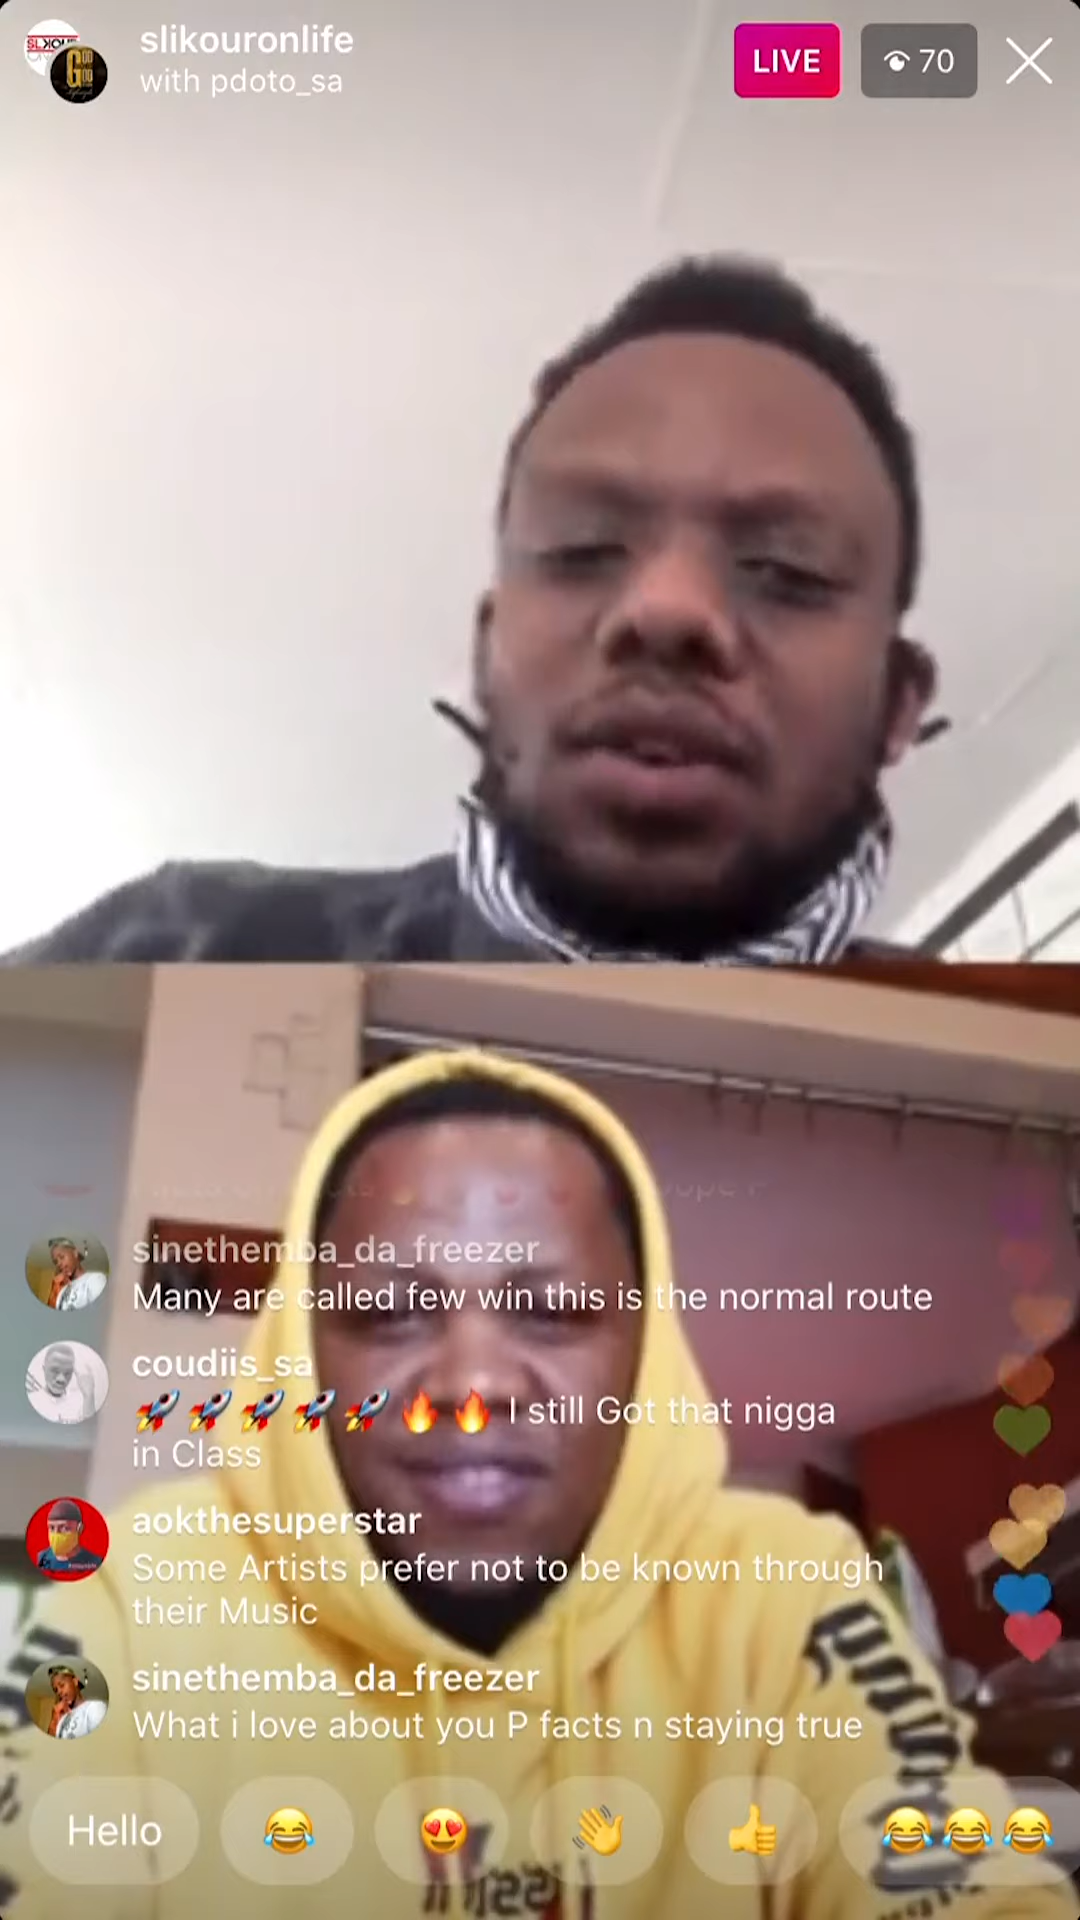 slikouronlife
with pdoto_sa
LIVE
70
sinethemba_da_freezer
Many are called few win this is the normal route
coudiis_sa
🚀🚀🚀🚀🚀🔥🔥 I still Got that nigga
in Class
aokthesuperstar
Some Artists prefer not to be known through
their Music
sinethemba_da_freezer
What i love about you P facts n staying true
Hello
😂
😍
👋
👍
😂😂😂